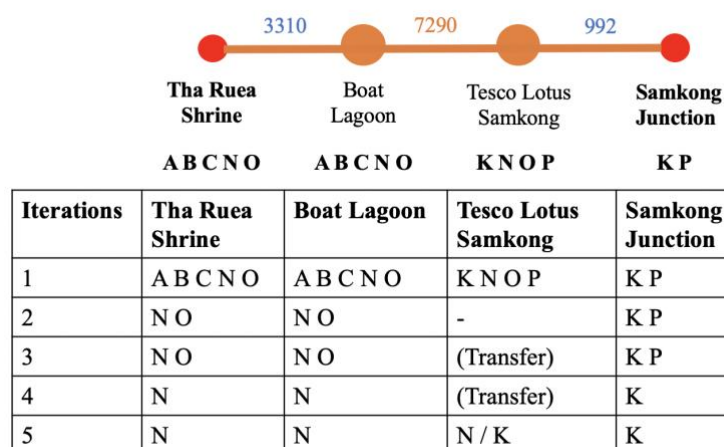 3310 7290 992
Tha Ruea Boat Tesco Lotus Samkong
Shrine Lagoon Samkong Junction
A B C N O A B C N O K N O P K P
Iterations Tha Ruea Boat Lagoon Tesco Lotus Samkong
Shrine Samkong Junction
1 A B C N O A B C N O K N O P K P
2 N O N O - K P
3 N O N O (Transfer) K P
4 N N (Transfer) K
5 N N N / K K